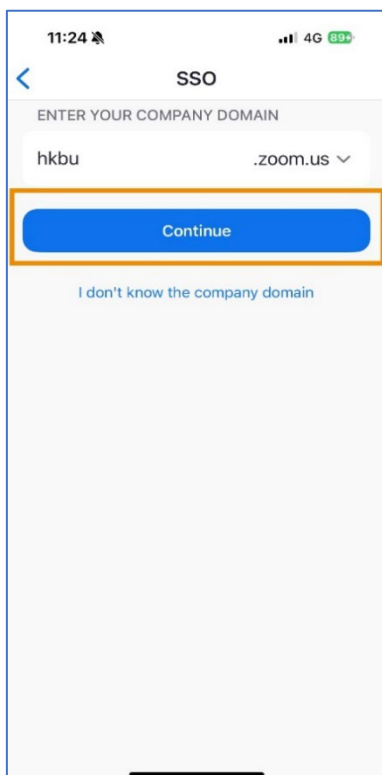 11:24 4G 89
SSO
ENTER YOUR COMPANY DOMAIN
hkbu .zoom.us
Continue
I don't know the company domain